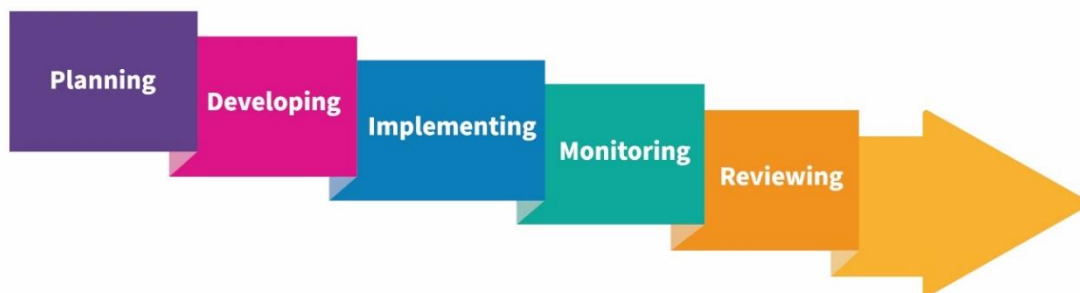 Planning
Developing
Implementing
Monitoring
Reviewing